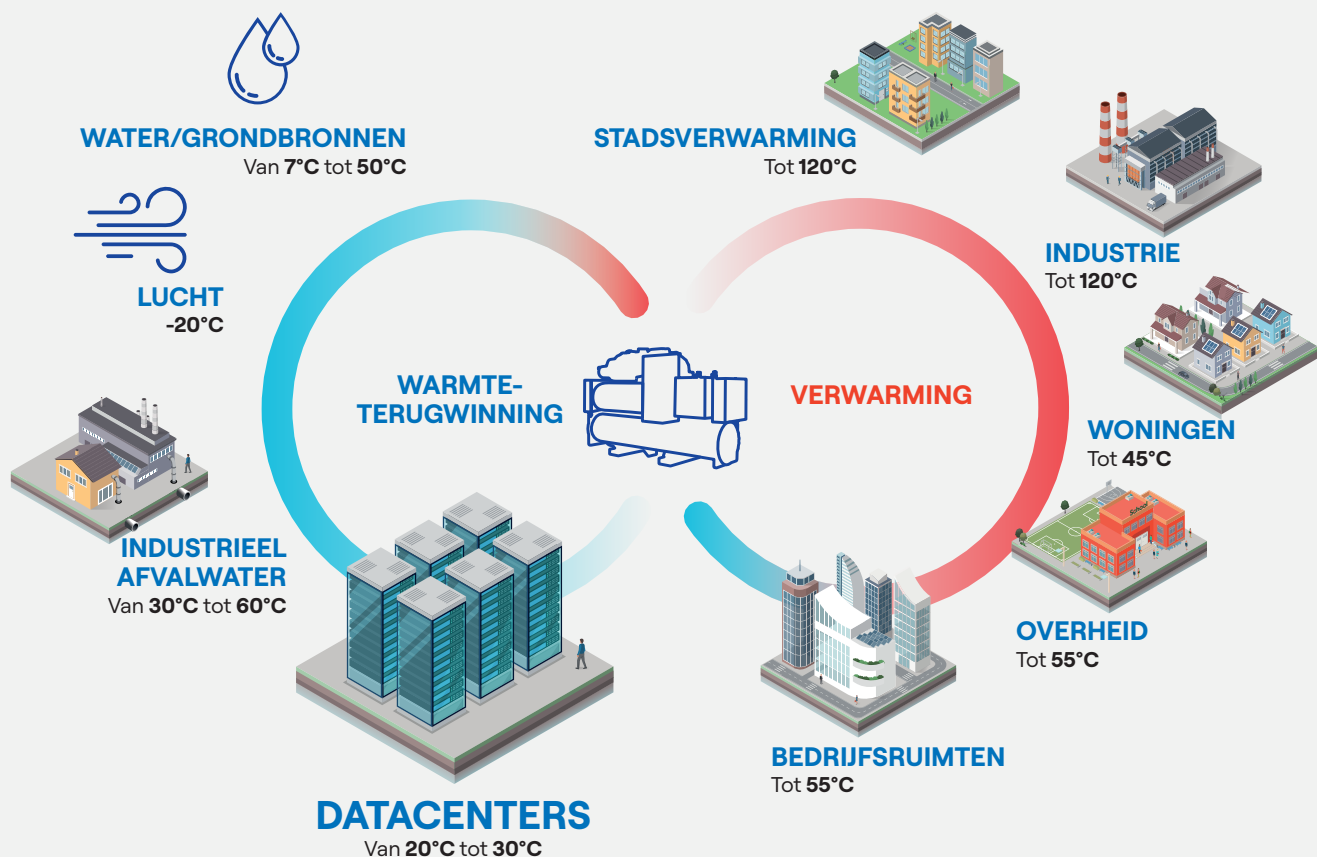 WATER/GRONDBRONNEN
Van 7°C tot 50°C
LUCHT
-20°C
INDUSTRIEEL
AFVALWATER
Van 30°C tot 60°C
DATACENTERS
Van 20°C tot 30°C
WARMTE-
TERUGWINNING
VERWARMING
STADSVERWARMING
Tot 120°C
INDUSTRIE
Tot 120°C
WONINGEN
Tot 45°C
School
OVERHEID
Tot 55°C
BEDRIJFSRUIMTEN
Tot 55°C